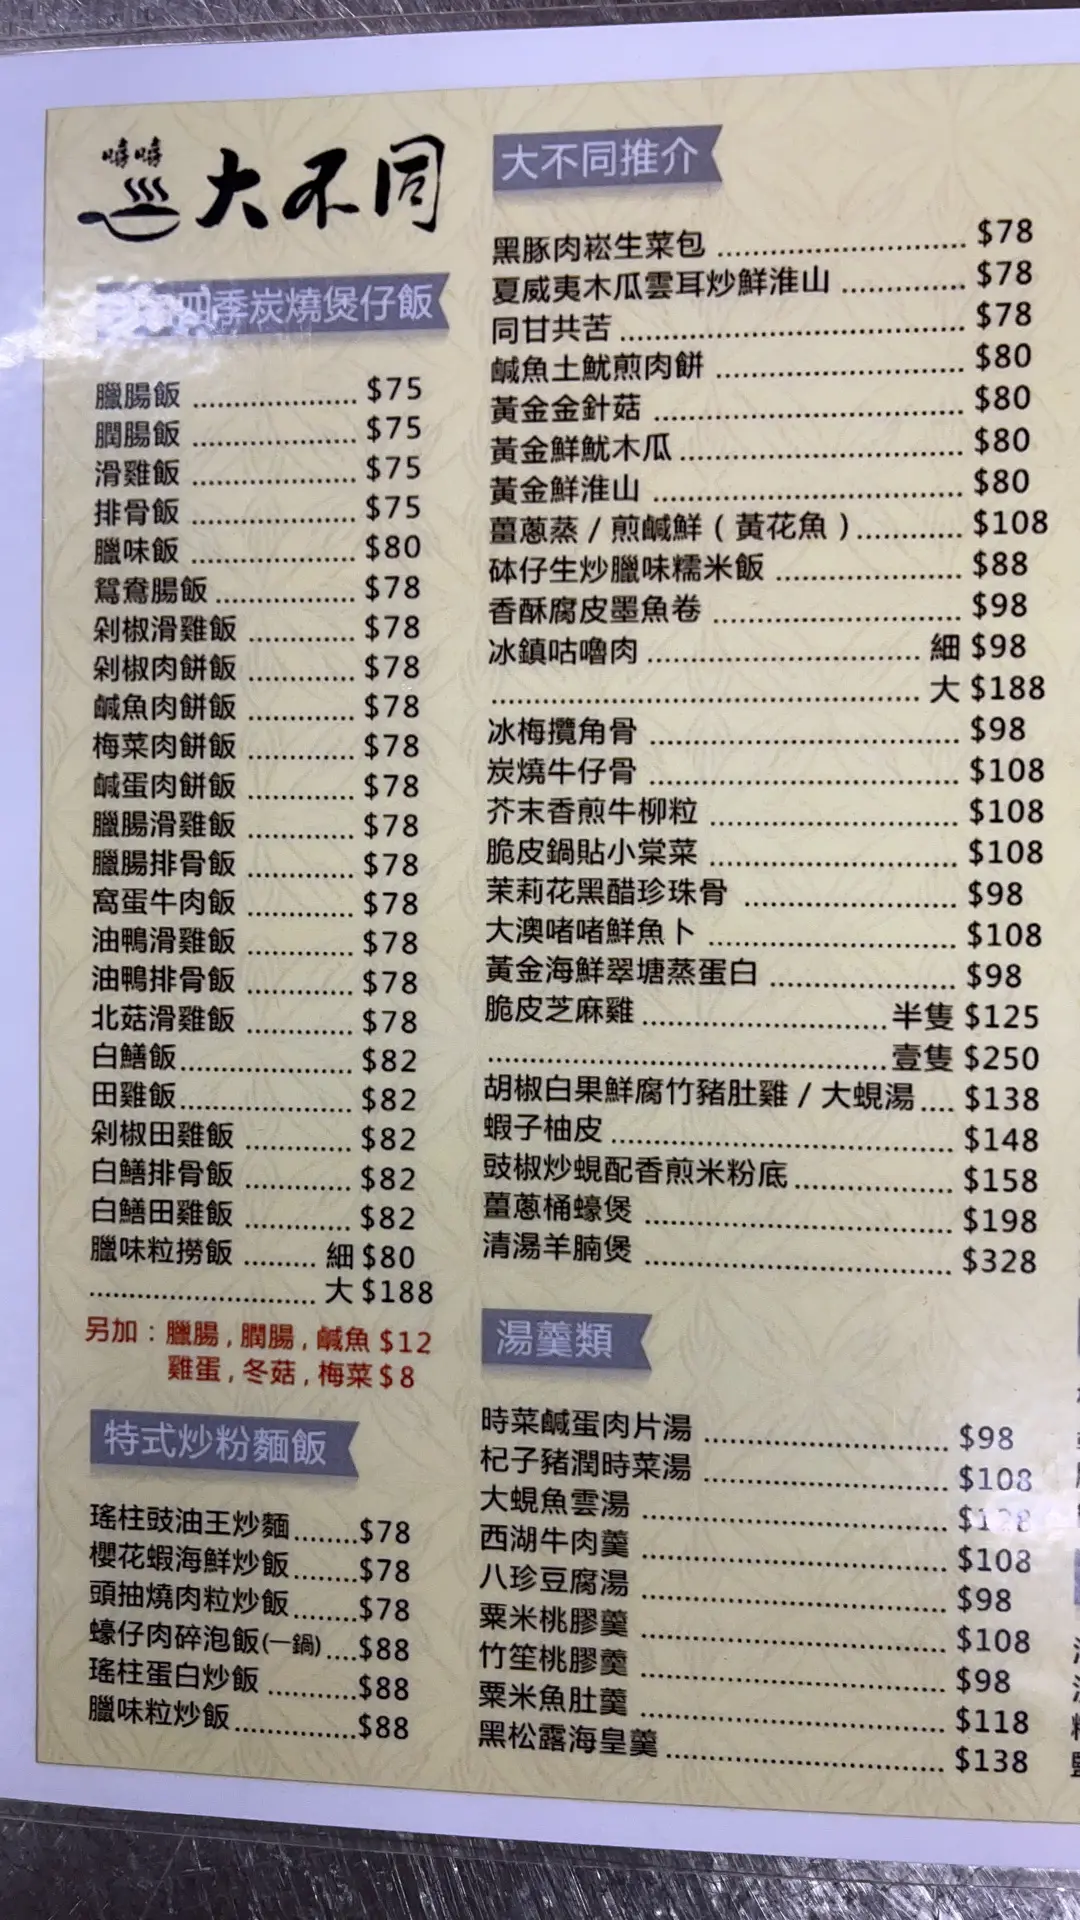 嘻嘻
大不同
四季炭燒煲仔飯
臘腸飯 $75
膶腸飯 $75
滑雞飯 $75
排骨飯 $75
臘味飯 $80
鴛鴦腸飯 $78
剁椒滑雞飯 $78
剁椒肉餅飯 $78
鹹魚肉餅飯 $78
梅菜肉餅飯 $78
鹹蛋肉餅飯 $78
臘腸滑雞飯 $78
臘腸排骨飯 $78
窩蛋牛肉飯 $78
油鴨滑雞飯 $78
油鴨排骨飯 $78
北菇滑雞飯 $78
白鱔飯 $82
田雞飯 $82
剁椒田雞飯 $82
白鱔排骨飯 $82
白鱔田雞飯 $82
臘味粒撈飯 細 $80
大 $188
另加：臘腸 , 膶腸 , 鹹魚 $12
雞蛋 , 冬菇 , 梅菜 $8
特式炒粉麵飯
瑤柱豉油王炒麵 $78
櫻花蝦海鮮炒飯 $78
頭抽燒肉粒炒飯 $78
蠔仔肉碎泡飯(一鍋) $88
瑤柱蛋白炒飯 $88
臘味粒炒飯 $88
大不同推介
黑豚肉崧生菜包 $78
夏威夷木瓜雲耳炒鮮淮山 $78
同甘共苦 $78
鹹魚土魷煎肉餅 $80
黃金金針菇 $80
黃金鮮魷木瓜 $80
黃金鮮淮山 $80
薑蔥蒸 / 煎鹹鮮 ( 黃花魚 ) $108
砵仔生炒臘味糯米飯 $88
香酥腐皮墨魚卷 $98
冰鎮咕嚕肉 細 $98
大 $188
冰梅攬角骨 $98
炭燒牛仔骨 $108
芥末香煎牛柳粒 $108
脆皮鍋貼小棠菜 $108
茉莉花黑醋珍珠骨 $98
大澳啫啫鮮魚卜 $108
黃金海鮮翠塘蒸蛋白 $98
脆皮芝麻雞 半隻 $125
壹隻 $250
胡椒白果鮮腐竹豬肚雞 / 大蜆湯 $138
蝦子柚皮 $148
豉椒炒蜆配香煎米粉底 $158
薑蔥桶蠔煲 $198
清湯羊腩煲 $328
湯羹類
時菜鹹蛋肉片湯 $98
杞子豬潤時菜湯 $108
大蜆魚雲湯
西湖牛肉羹 $108
八珍豆腐湯 $98
粟米桃膠羹 $108
竹笙桃膠羹 $98
粟米魚肚羹 $118
黑松露海皇羹 $138